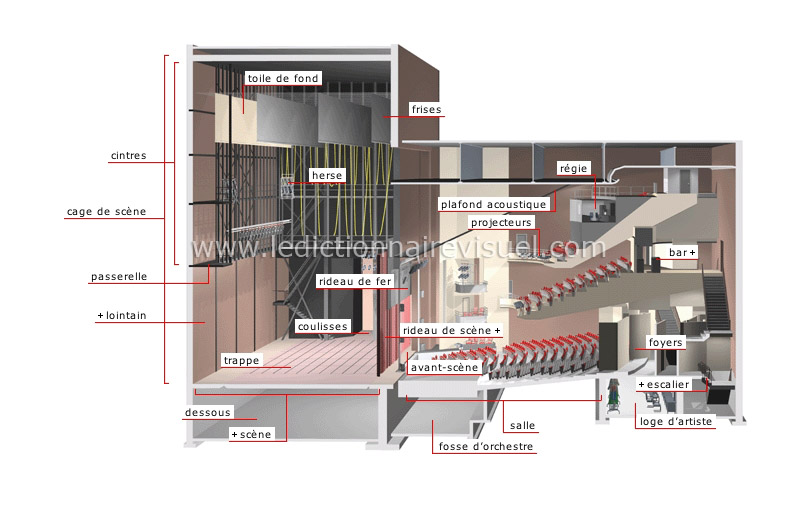 toile de fond
frises
cintres
régie
herse
plafond acoustique
cage de scène
projecteurs
www.ledictionnairevisuel.com
bar +
passerelle
rideau de fer
+ lointain
coulisses
rideau de scène +
foyers
trappe
avant-scène
+ escalier
dessous
salle
loge d'artiste
+ scène
fosse d'orchestre